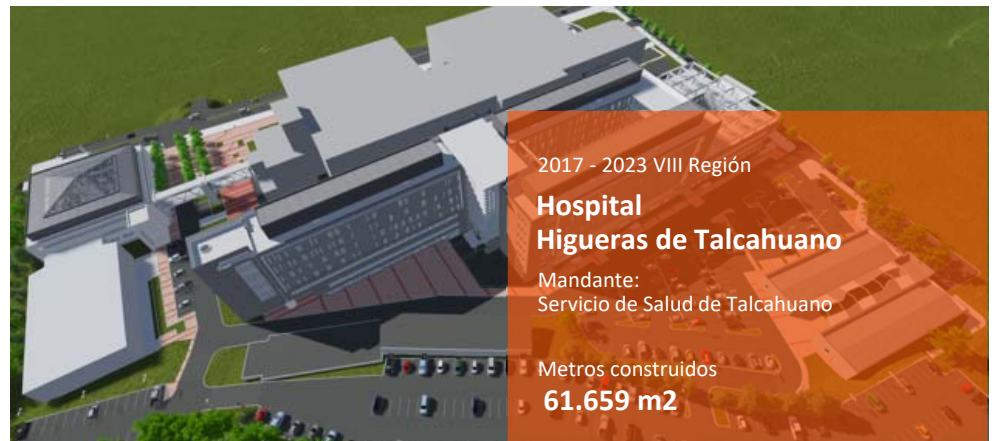 2017 - 2023 VIII Región
Hospital
Higueras de Talcahuano
Mandante:
Servicio de Salud de Talcahuano
Metros construidos
61.659 m2